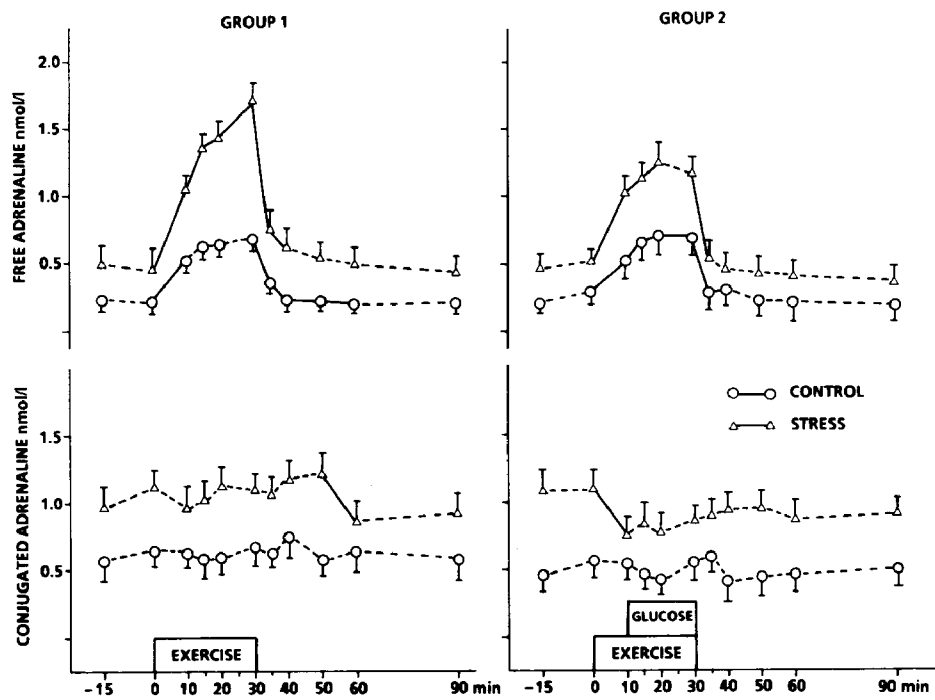 GROUP 1
GROUP 2
FREE ADRENALINE nmol/l
2.0
1.5
1.0
0.5
CONJUGATED ADRENALINE nmol/l
1.5
1.0
0.5
CONTROL
STRESS
EXERCISE
GLUCOSE
EXERCISE
-15 0 10 20 30 40 50 60 90 min
-15 0 10 20 30 40 50 60 90 min